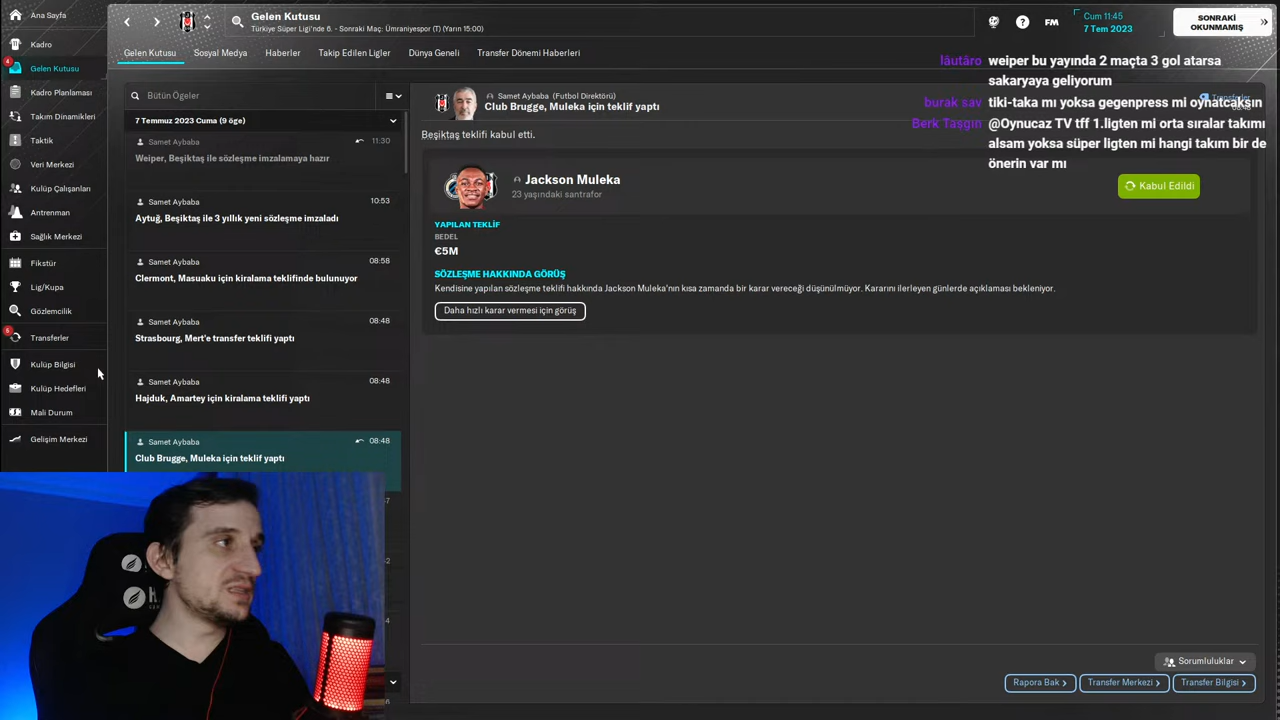 Ana Sayfa
Kadro
4
Gelen Kutusu
Kadro Planlaması
Takım Dinamikleri
Taktik
Veri Merkezi
Kulüp Çalışanları
Antrenman
Sağlık Merkezi
Fikstür
Lig/Kupa
Gözlemcilik
5
Transferler
Kulüp Bilgisi
Kulüp Hedefleri
Mali Durum
Gelişim Merkezi
Gelen Kutusu
Türkiye Süper Ligi'nde 6. - Sonraki Maç: Ümraniyespor (T) (Yarın 15:00)
FM
Cum 11:45
7 Tem 2023
SONRAKİ
OKUNMAMIŞ
Gelen Kutusu
Sosyal Medya
Haberler
Takip Edilen Ligler
Dünya Geneli
Transfer Dönemi Haberleri
lâutâro weiper bu yayında 2 maçta 3 gol atarsa
sakaryaya geliyorum
burak sav tiki-taka mı yoksa gegenpress mi oynatcaksın
Berk Taşgın @Oynucaz TV tff 1.ligten mi orta sıralar takımı
alsam yoksa süper ligten mi hangi takım bir de
önerin var mı
Bütün Ögeler
7 Temmuz 2023 Cuma (9 öge)
Samet Aybaba 11:30
Weiper, Beşiktaş ile sözleşme imzalamaya hazır
Samet Aybaba 10:53
Aytuğ, Beşiktaş ile 3 yıllık yeni sözleşme imzaladı
Samet Aybaba 08:58
Clermont, Masuaku için kiralama teklifinde bulunuyor
Samet Aybaba 08:48
Strasbourg, Mert'e transfer teklifi yaptı
Samet Aybaba 08:48
Hajduk, Amartey için kiralama teklifi yaptı
Samet Aybaba 08:48
Club Brugge, Muleka için teklif yaptı
Samet Aybaba (Futbol Direktörü)
Club Brugge, Muleka için teklif yaptı
Beşiktaş teklifi kabul etti.
Jackson Muleka
23 yaşındaki santrafor
Kabul Edildi
YAPILAN TEKLİF
BEDEL
€5M
SÖZLEŞME HAKKINDA GÖRÜŞ
Kendisine yapılan sözleşme teklifi hakkında Jackson Muleka'nın kısa zamanda bir karar vereceği düşünülmüyor. Kararını ilerleyen günlerde açıklaması bekleniyor.
Daha hızlı karar vermesi için görüş
Sorumluluklar
Rapora Bak
Transfer Merkezi
Transfer Bilgisi